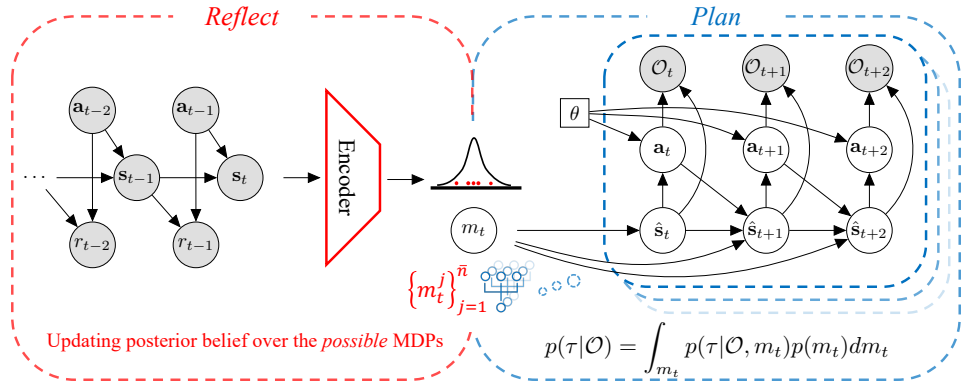 Reflect
Plan
a_{t−2}
a_{t−1}
⋯
s_{t−1}
s_t
r_{t−2}
r_{t−1}
Encoder
m_t
{m_t^j}_{j=1}^{n̄}
Updating posterior belief over the possible MDPs
θ
𝒪_t
𝒪_{t+1}
𝒪_{t+2}
a_t
a_{t+1}
a_{t+2}
ŝ_t
ŝ_{t+1}
ŝ_{t+2}
p(τ|𝒪) = ∫_{m_t} p(τ|𝒪, m_t)p(m_t)dm_t